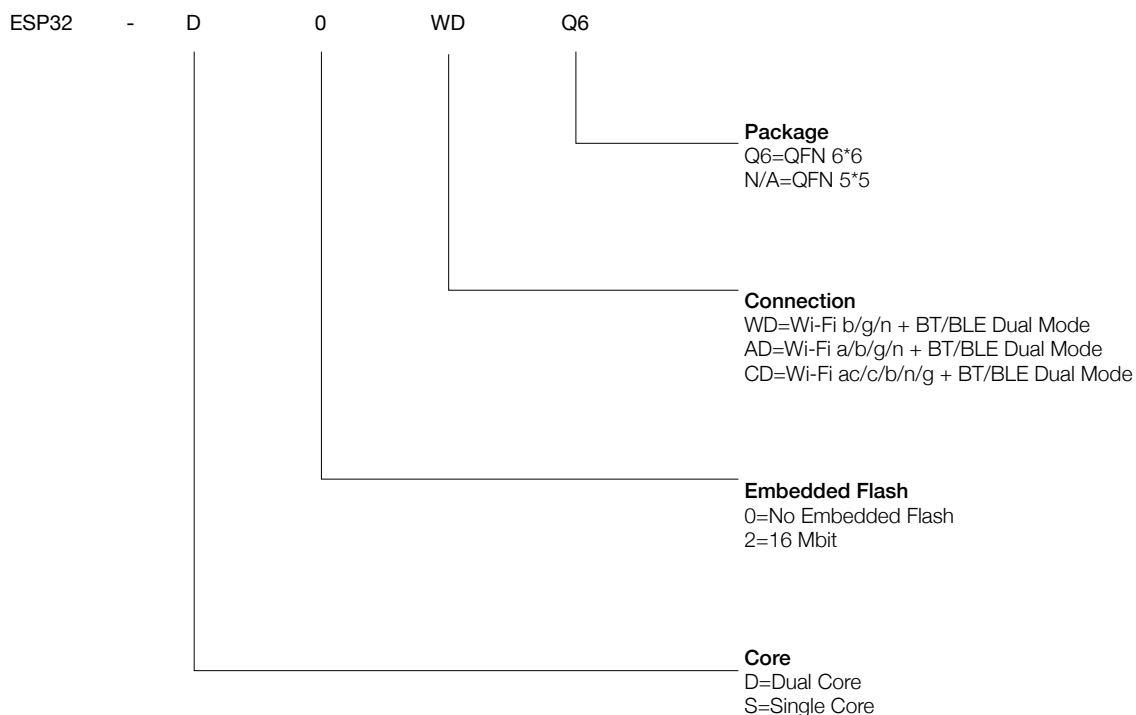 ESP32 - D 0 WD Q6
Package
Q6=QFN 6*6
N/A=QFN 5*5
Connection
WD=Wi-Fi b/g/n + BT/BLE Dual Mode
AD=Wi-Fi a/b/g/n + BT/BLE Dual Mode
CD=Wi-Fi ac/c/b/n/g + BT/BLE Dual Mode
Embedded Flash
0=No Embedded Flash
2=16 Mbit
Core
D=Dual Core
S=Single Core